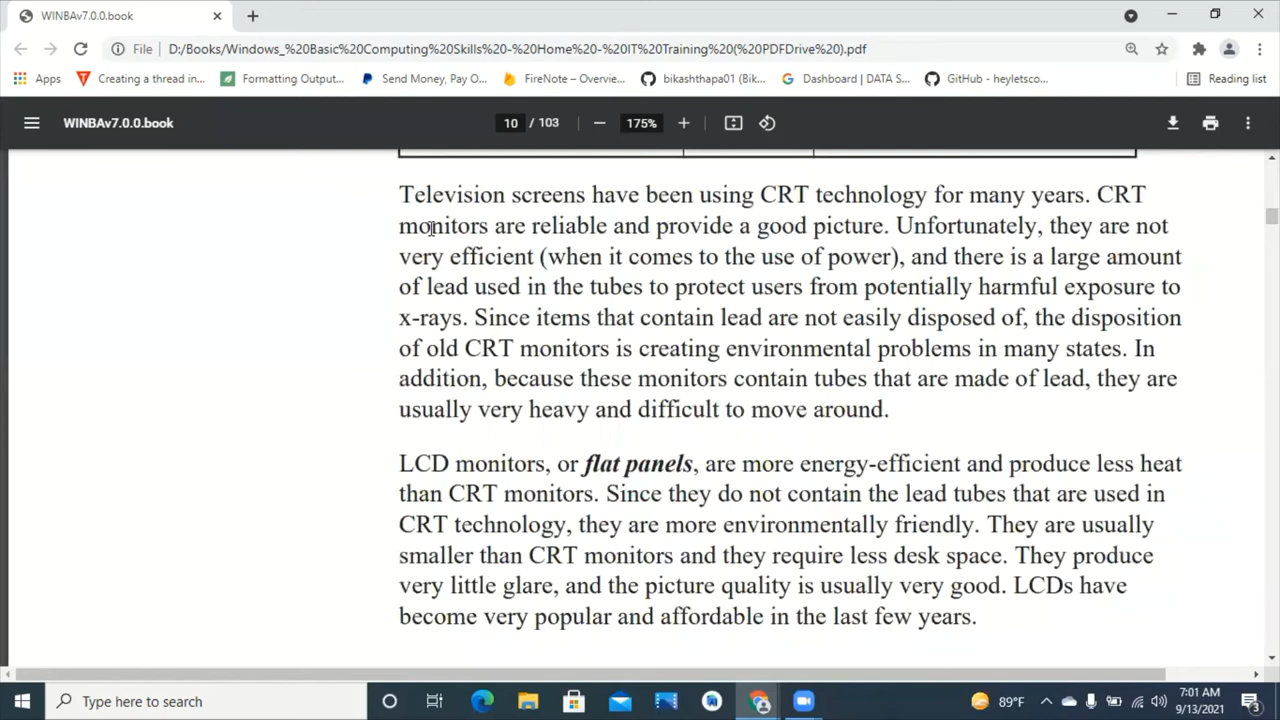 WINBAv7.0.0.book
File D:/Books/Windows_%20Basic%20Computing%20Skills%20-%20Home%20-%20IT%20Training%20(%20PDFDrive%20).pdf
Apps Creating a thread in... Formatting Output,... Send Money, Pay O... FireNote – Overvie... bikashthapa01 (Bik... Dashboard | DATA S... GitHub - heyletsco... Reading list
WINBAv7.0.0.book 10 / 103 175%
Television screens have been using CRT technology for many years. CRT
monitors are reliable and provide a good picture. Unfortunately, they are not
very efficient (when it comes to the use of power), and there is a large amount
of lead used in the tubes to protect users from potentially harmful exposure to
x-rays. Since items that contain lead are not easily disposed of, the disposition
of old CRT monitors is creating environmental problems in many states. In
addition, because these monitors contain tubes that are made of lead, they are
usually very heavy and difficult to move around.
LCD monitors, or flat panels, are more energy-efficient and produce less heat
than CRT monitors. Since they do not contain the lead tubes that are used in
CRT technology, they are more environmentally friendly. They are usually
smaller than CRT monitors and they require less desk space. They produce
very little glare, and the picture quality is usually very good. LCDs have
become very popular and affordable in the last few years.
Type here to search 89°F 7:01 AM
9/13/2021 3